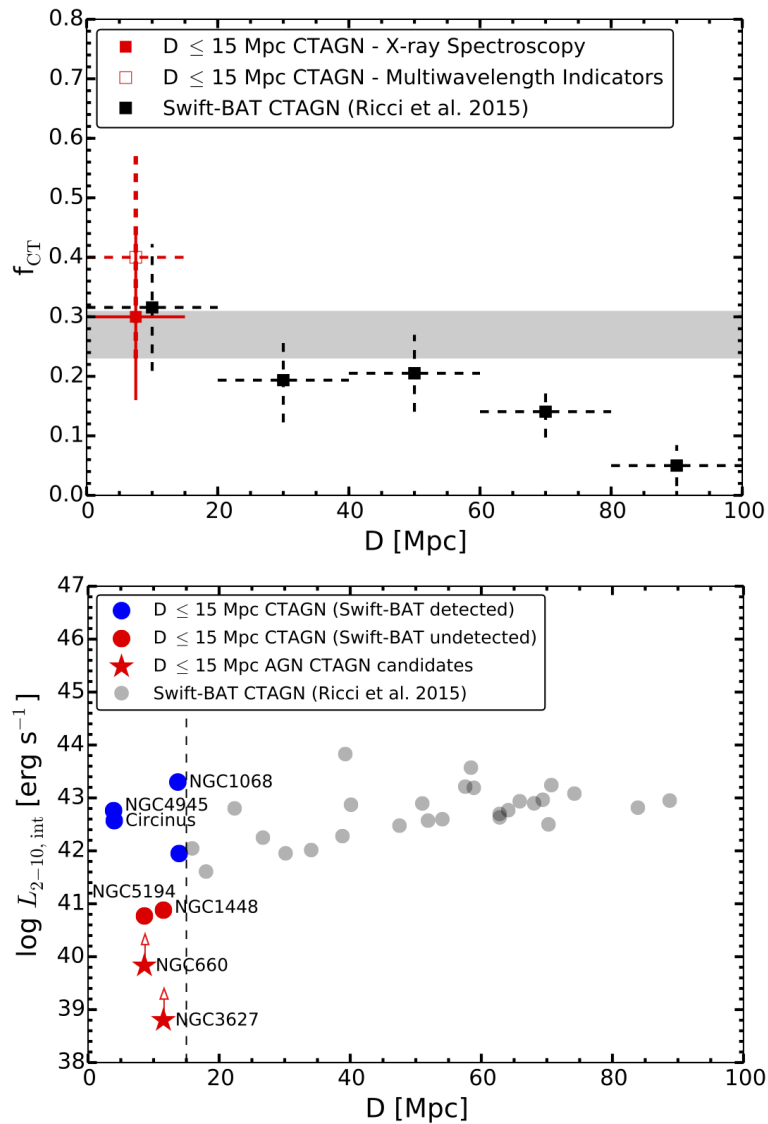 0.8
D ≤ 15 Mpc CTAGN - X-ray Spectroscopy
D ≤ 15 Mpc CTAGN - Multiwavelength Indicators
Swift-BAT CTAGN (Ricci et al. 2015)
0.7
0.6
0.5
0.4
0.3
0.2
0.1
0.0
f_CT
0 20 40 60 80 100
D [Mpc]
47
D ≤ 15 Mpc CTAGN (Swift-BAT detected)
D ≤ 15 Mpc CTAGN (Swift-BAT undetected)
D ≤ 15 Mpc AGN CTAGN candidates
Swift-BAT CTAGN (Ricci et al. 2015)
46
45
44
43
42
41
40
39
38
log L_{2−10, int} [erg s^{−1}]
NGC1068
NGC4945
Circinus
NGC5194
NGC1448
NGC660
NGC3627
0 20 40 60 80 100
D [Mpc]